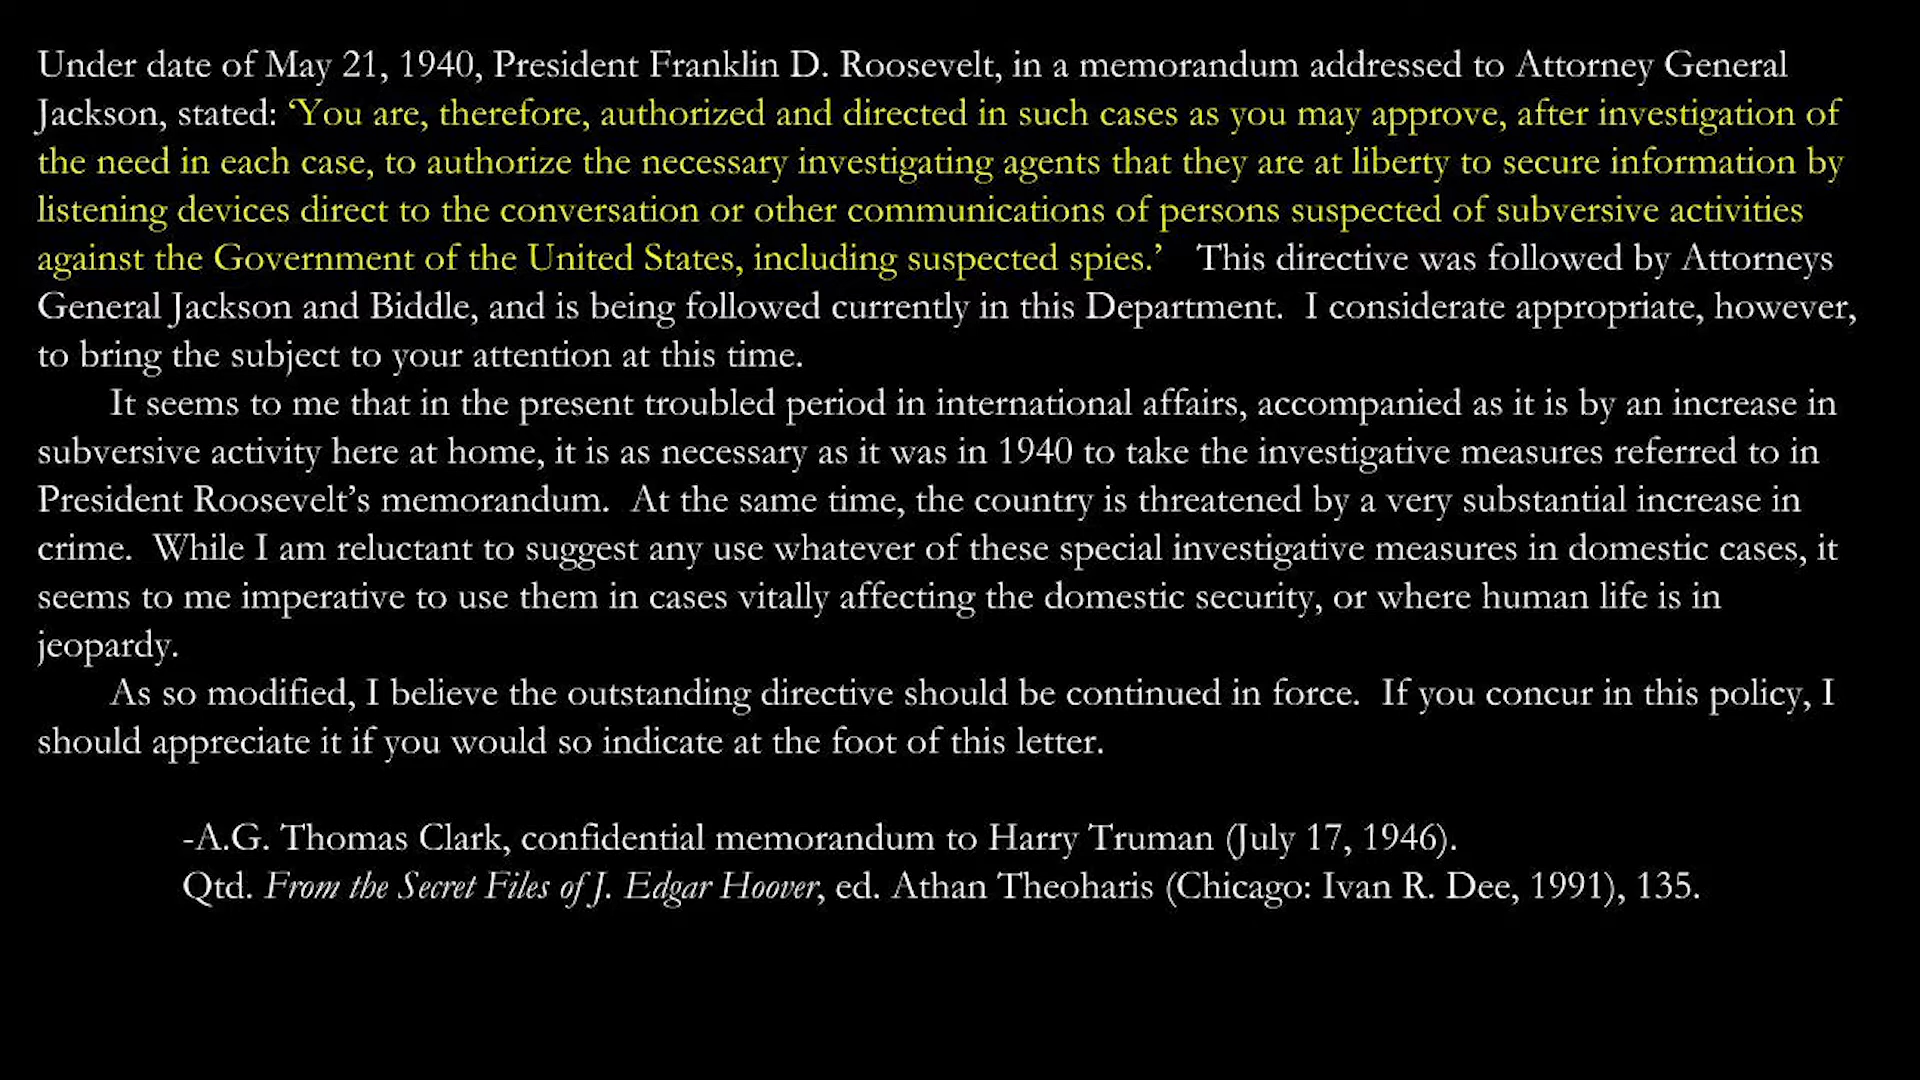 Under date of May 21, 1940, President Franklin D. Roosevelt, in a memorandum addressed to Attorney General
Jackson, stated: ‘You are, therefore, authorized and directed in such cases as you may approve, after investigation of
the need in each case, to authorize the necessary investigating agents that they are at liberty to secure information by
listening devices direct to the conversation or other communications of persons suspected of subversive activities
against the Government of the United States, including suspected spies.’ This directive was followed by Attorneys
General Jackson and Biddle, and is being followed currently in this Department. I considerate appropriate, however,
to bring the subject to your attention at this time.
It seems to me that in the present troubled period in international affairs, accompanied as it is by an increase in
subversive activity here at home, it is as necessary as it was in 1940 to take the investigative measures referred to in
President Roosevelt’s memorandum. At the same time, the country is threatened by a very substantial increase in
crime. While I am reluctant to suggest any use whatever of these special investigative measures in domestic cases, it
seems to me imperative to use them in cases vitally affecting the domestic security, or where human life is in
jeopardy.
As so modified, I believe the outstanding directive should be continued in force. If you concur in this policy, I
should appreciate it if you would so indicate at the foot of this letter.
-A.G. Thomas Clark, confidential memorandum to Harry Truman (July 17, 1946).
Qtd. From the Secret Files of J. Edgar Hoover, ed. Athan Theoharis (Chicago: Ivan R. Dee, 1991), 135.